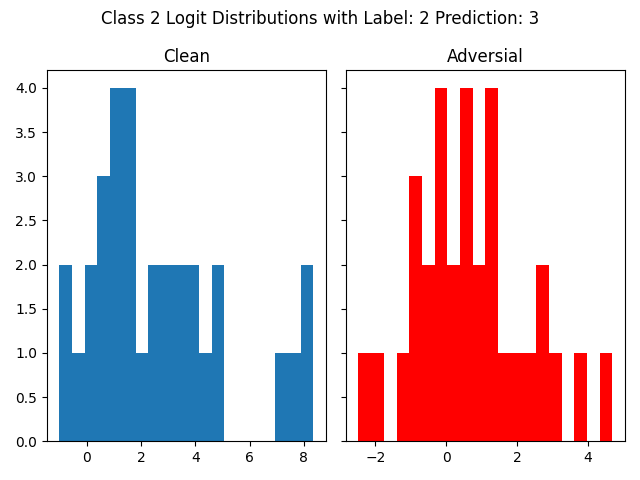 Class 2 Logit Distributions with Label: 2 Prediction: 3
Clean
Adversial
4.0
3.5
3.0
2.5
2.0
1.5
1.0
0.5
0.0
0 2 4 6 8
−2 0 2 4